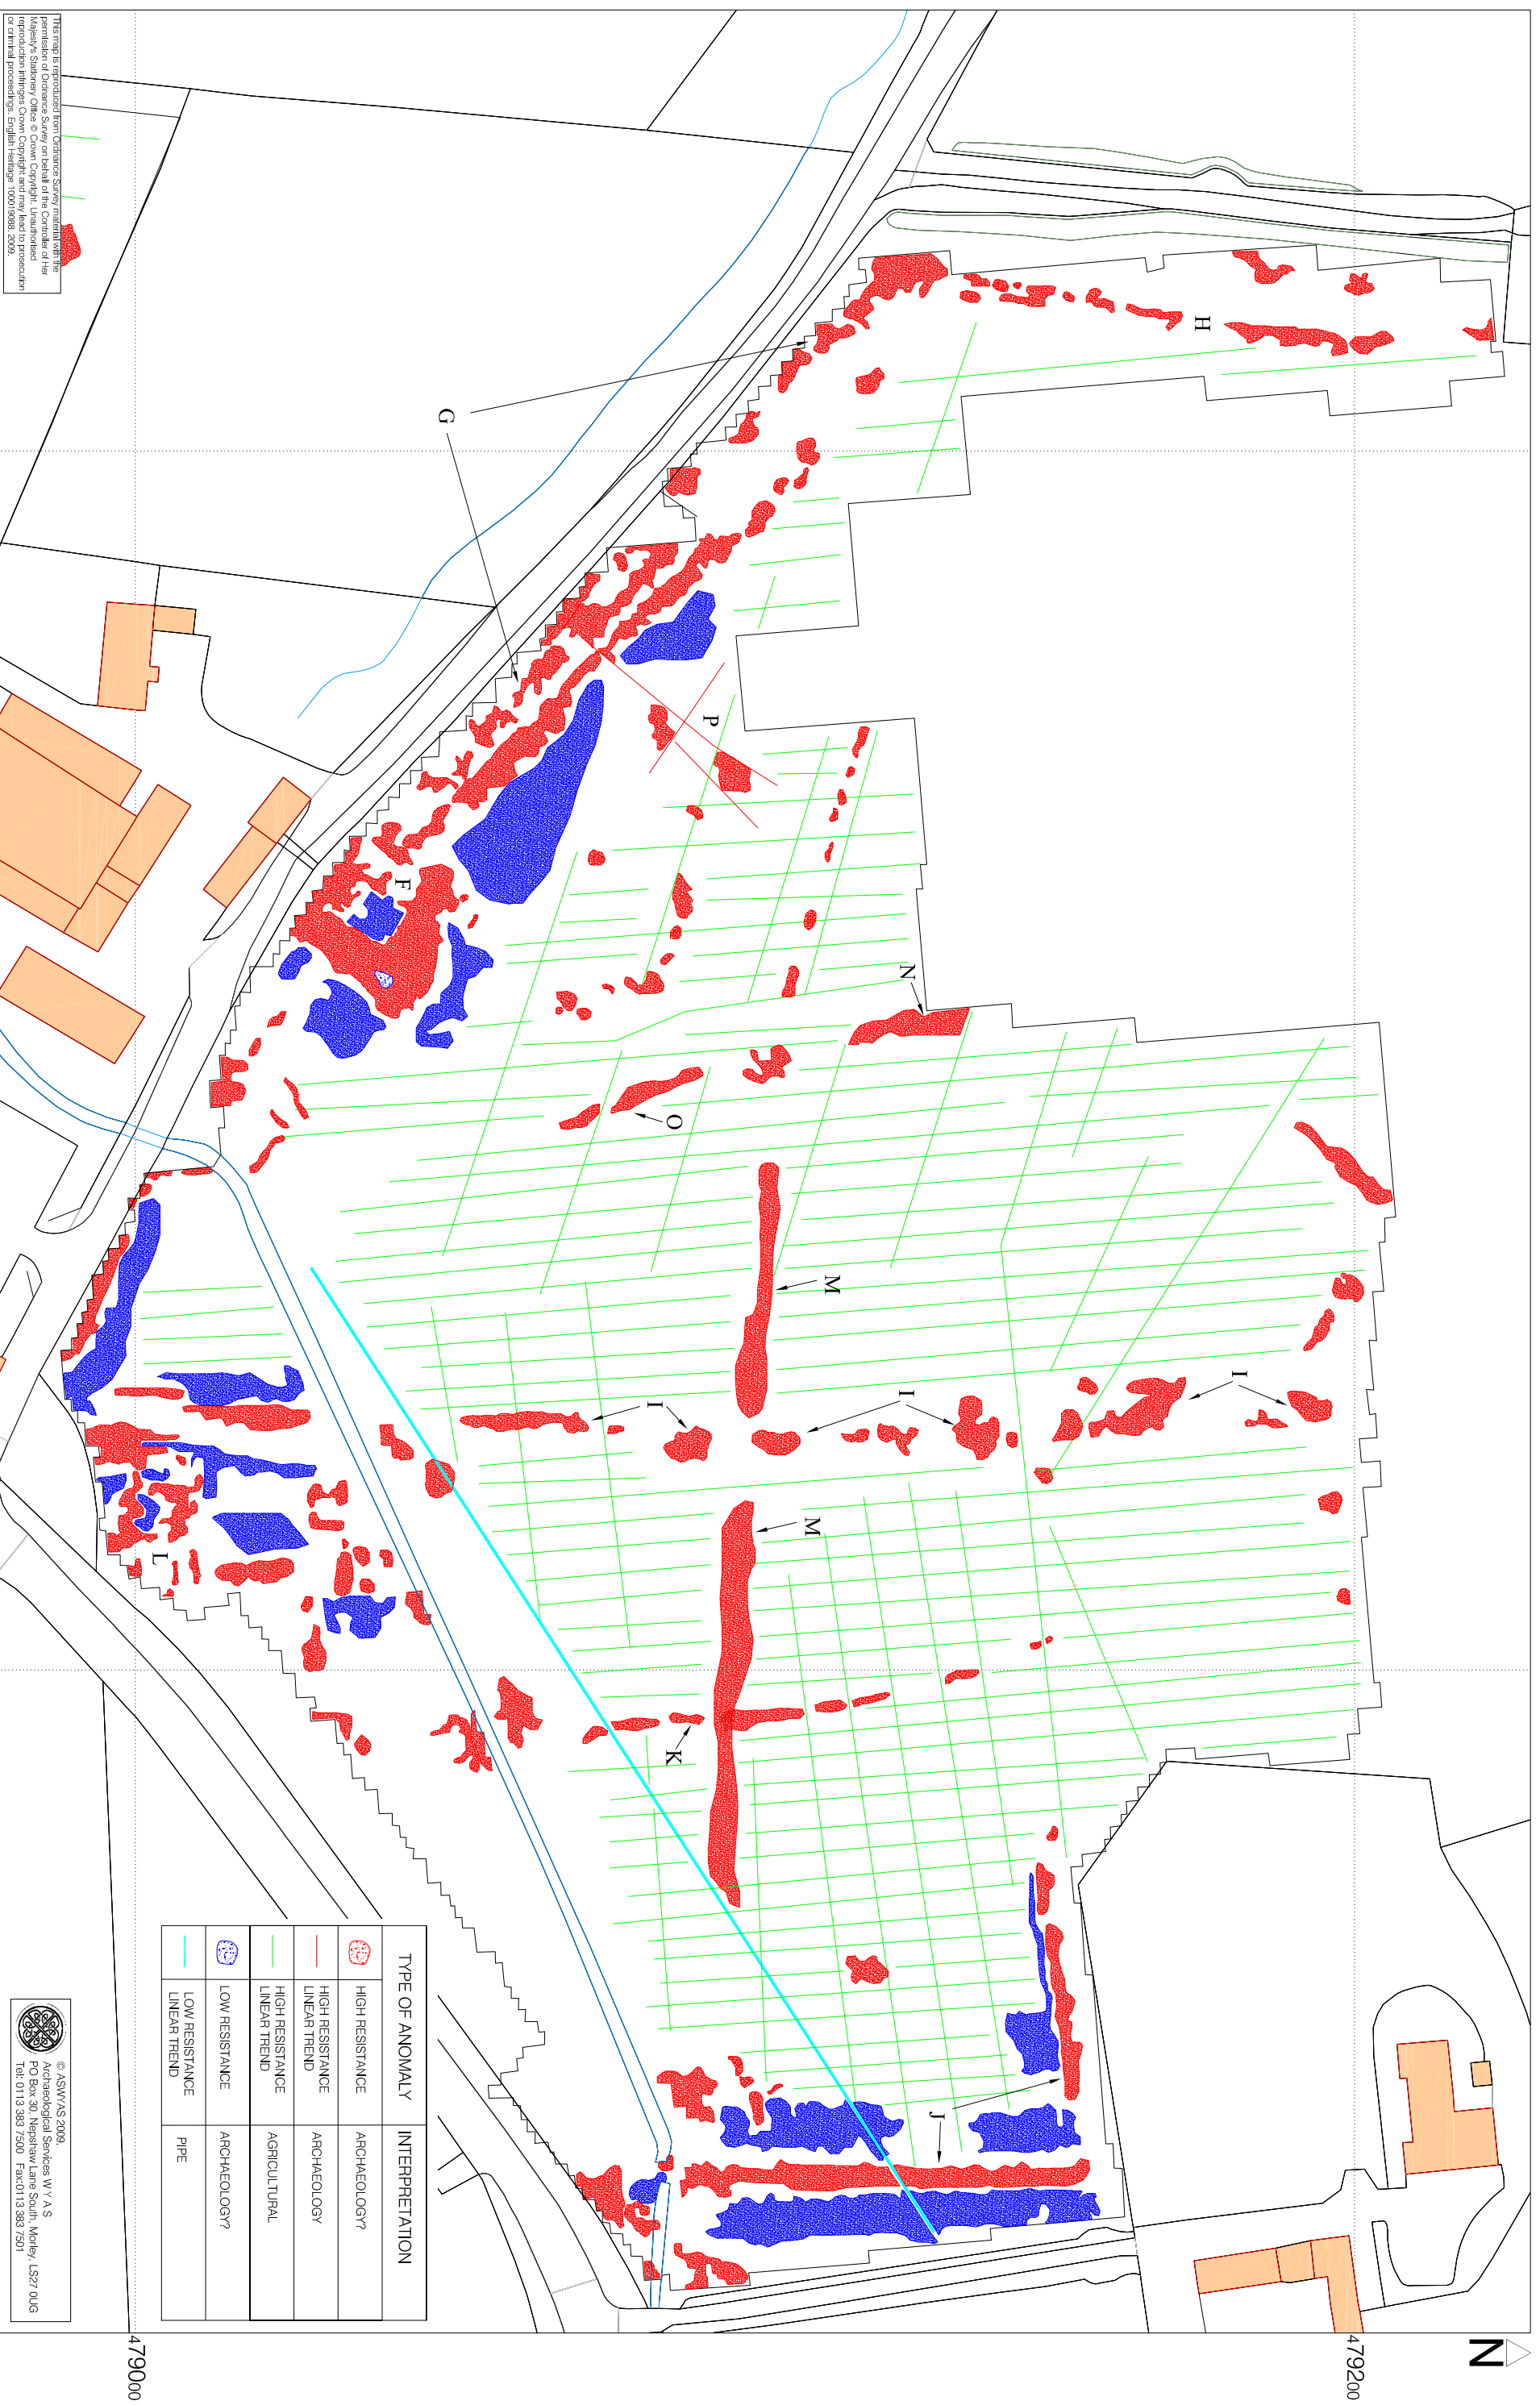 This map is reproduced from Ordnance Survey material with the
permission of Ordnance Survey on behalf of the Controller of Her
Majesty's Stationery Office © Crown Copyright. Unauthorised
reproduction infringes Crown Copyright and may lead to prosecution
or criminal proceedings. English Heritage 100019088. 2009.
H
G
P
F
N
O
M
I
I
I
M
K
L
J
TYPE OF ANOMALY INTERPRETATION
HIGH RESISTANCE ARCHAEOLOGY?
HIGH RESISTANCE
LINEAR TREND ARCHAEOLOGY
HIGH RESISTANCE
LINEAR TREND AGRICULTURAL
LOW RESISTANCE ARCHAEOLOGY?
LOW RESISTANCE
LINEAR TREND PIPE
© ASWYAS 2009.
Archaeological Services W Y A S
PO Box 30, Nepshaw Lane South, Morley, LS27 0UG
Tel: 0113 383 7500 Fax:0113 383 7501
479200
479000
N